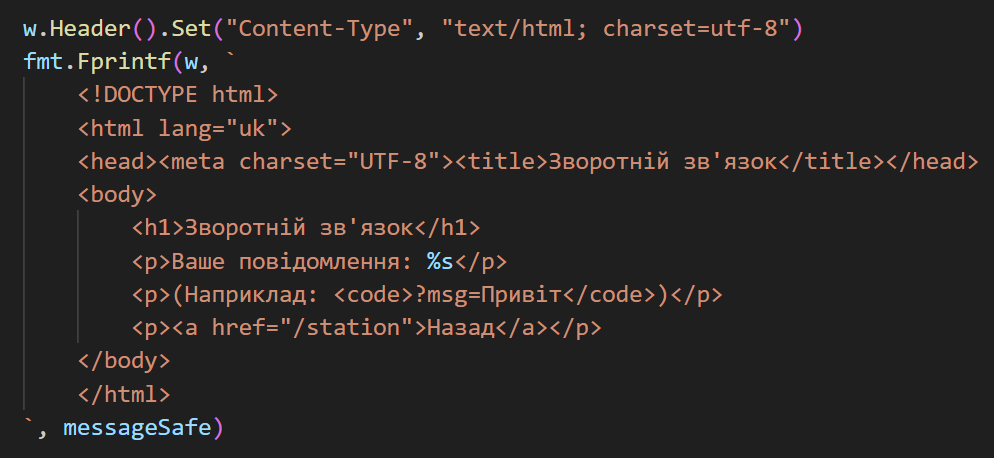 w.Header().Set("Content-Type", "text/html; charset=utf-8")
fmt.Fprintf(w, `
    <!DOCTYPE html>
    <html lang="uk">
    <head><meta charset="UTF-8"><title>Зворотній зв'язок</title></head>
    <body>
        <h1>Зворотній зв'язок</h1>
        <p>Ваше повідомлення: %s</p>
        <p>(Наприклад: <code>?msg=Привіт</code>)</p>
        <p><a href="/station">Назад</a></p>
    </body>
    </html>
`, messageSafe)